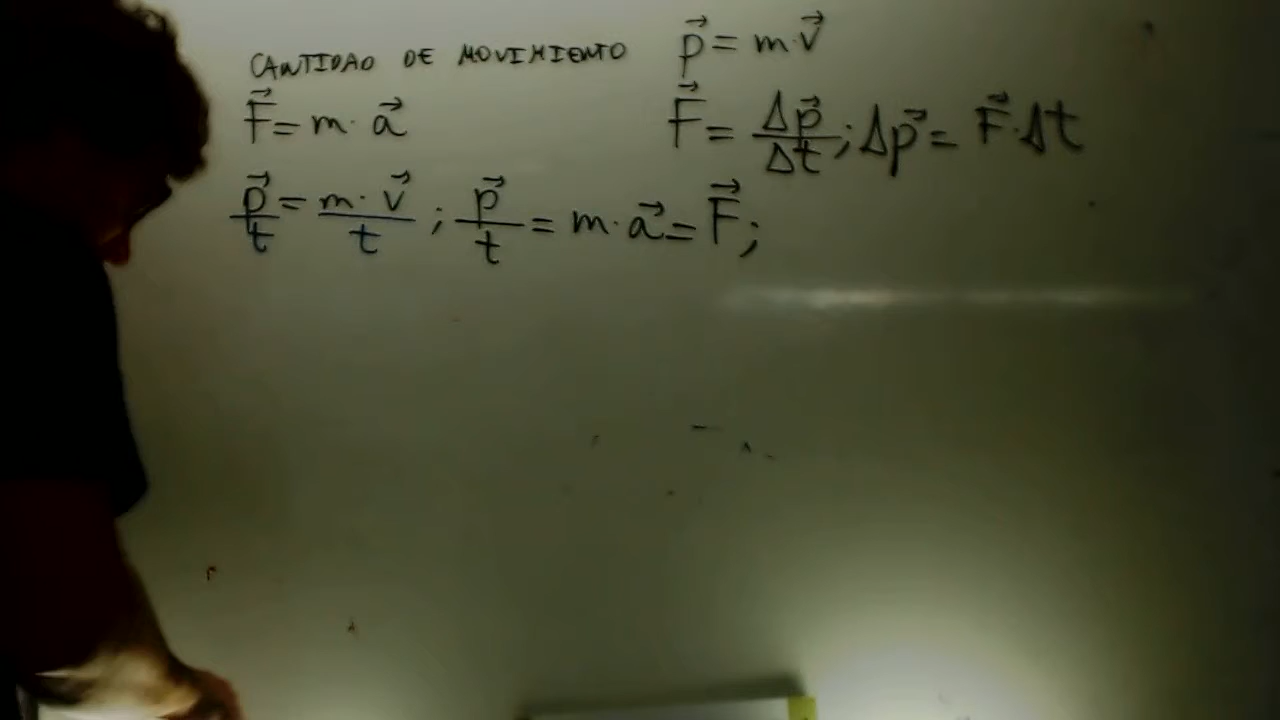 CANTIDAD DE MOVIMIENTO
p⃗ = m·v⃗
F⃗ = m·a⃗
F⃗ = Δp⃗/Δt; Δp⃗ = F⃗·Δt
p⃗/t = m·v⃗/t; p⃗/t = m·a⃗ = F⃗;